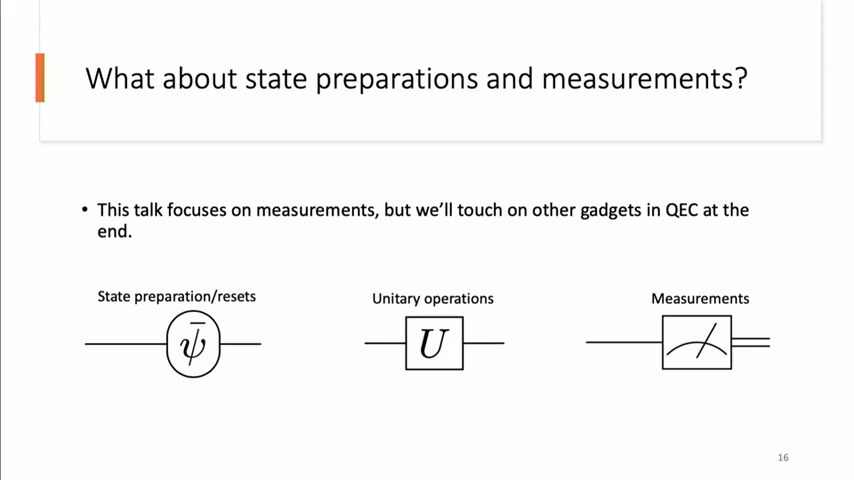 What about state preparations and measurements?
• This talk focuses on measurements, but we'll touch on other gadgets in QEC at the
end.
State preparation/resets
Unitary operations
Measurements
ψ̄
U
16